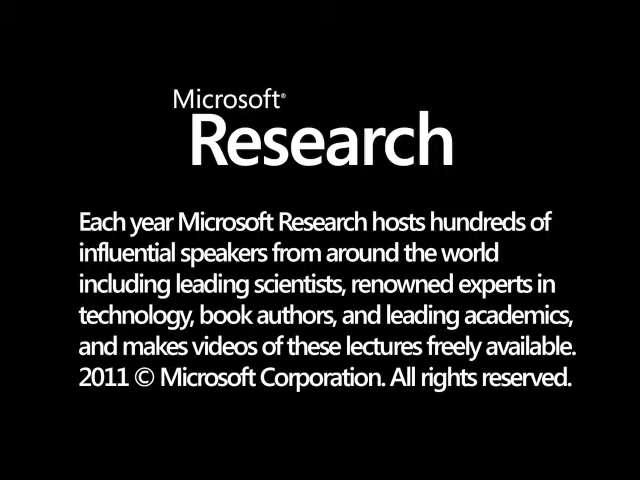 Microsoft®
Research
Each year Microsoft Research hosts hundreds of
influential speakers from around the world
including leading scientists, renowned experts in
technology, book authors, and leading academics,
and makes videos of these lectures freely available.
2011 © Microsoft Corporation. All rights reserved.